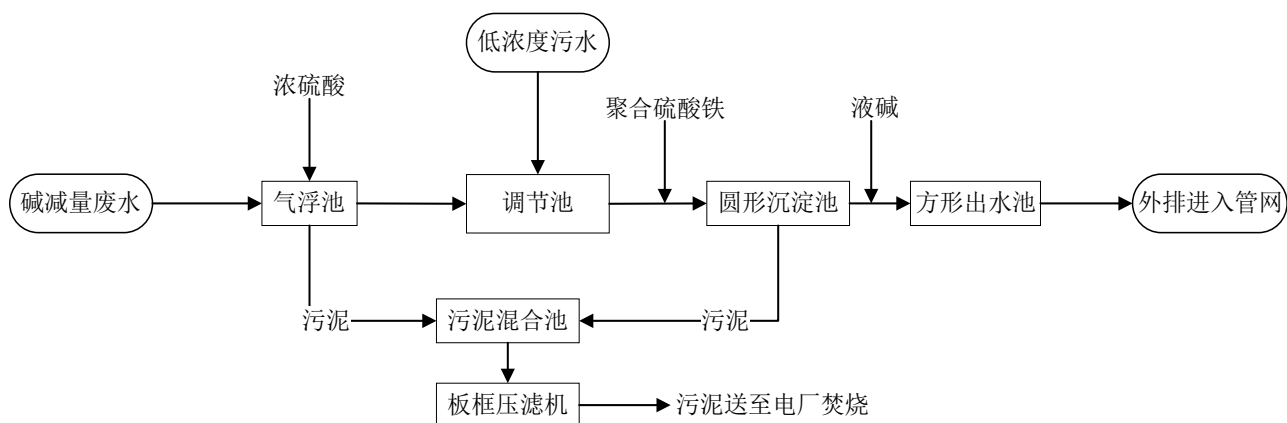 低浓度污水
浓硫酸
聚合硫酸铁
液碱
碱减量废水
气浮池
调节池
圆形沉淀池
方形出水池
外排进入管网
污泥
污泥混合池
污泥
板框压滤机
污泥送至电厂焚烧